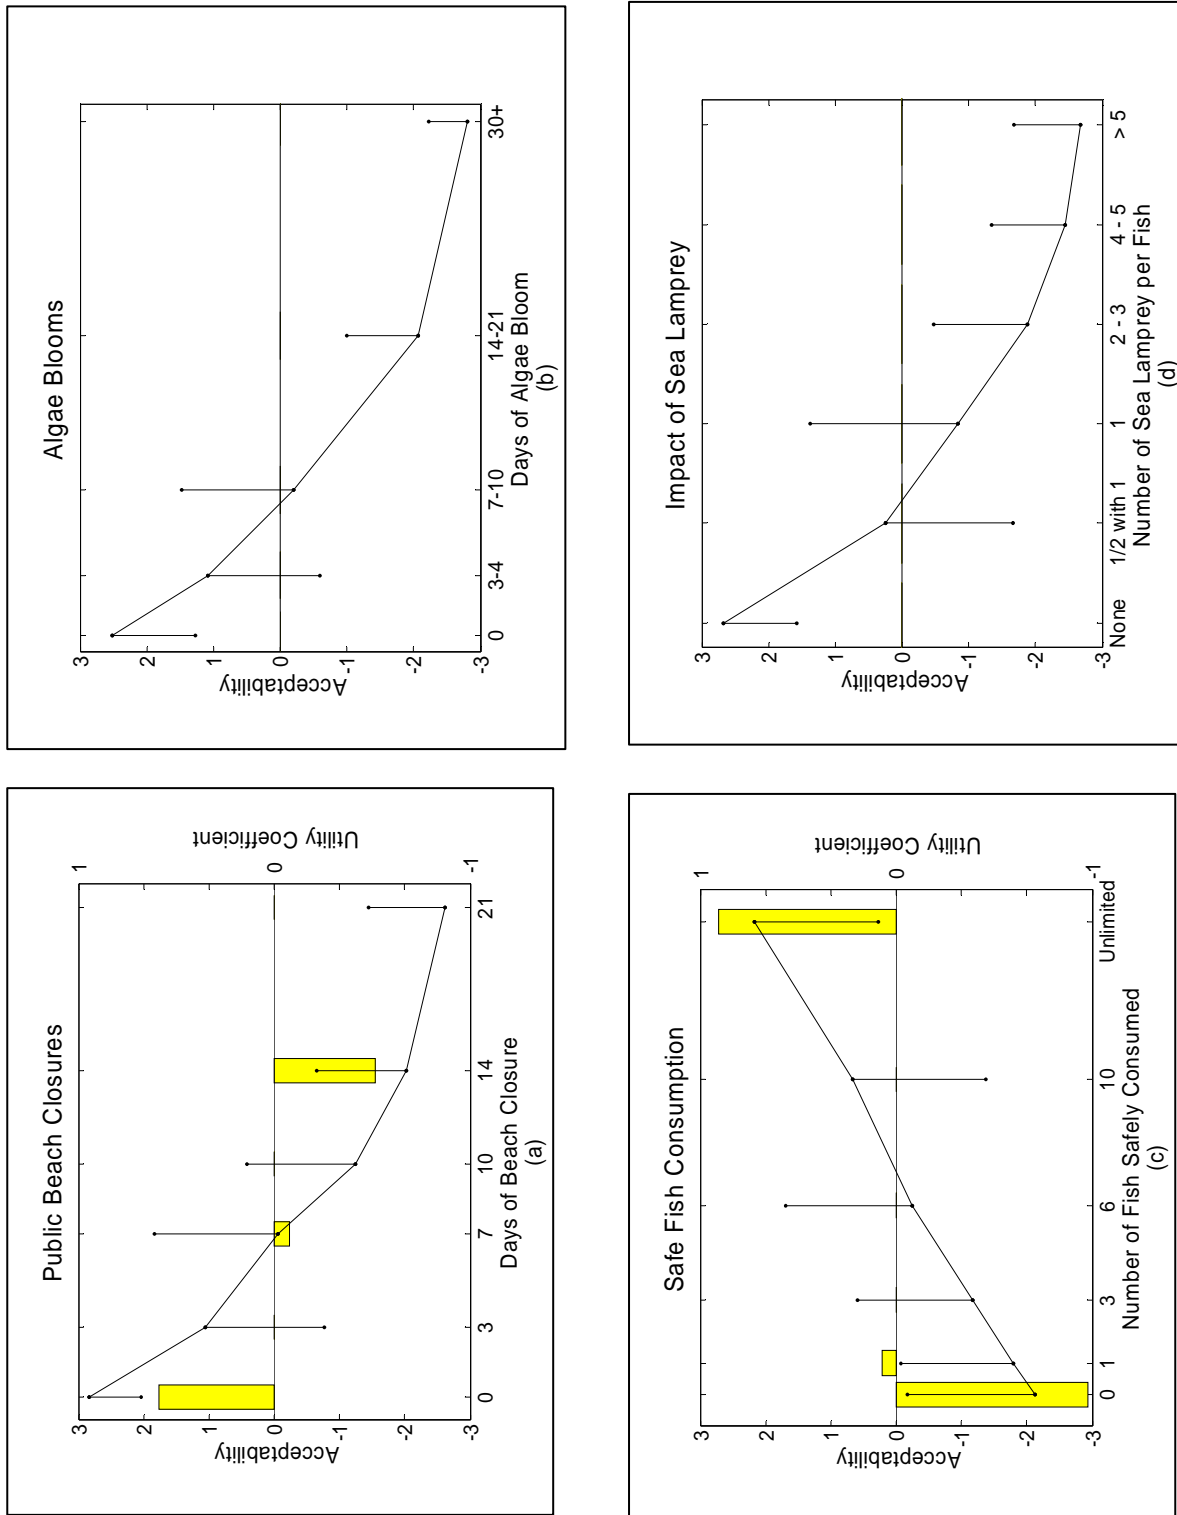 Public Beach Closures
3
2
1
0
-1
-2
-3
Acceptability
1
0
-1
Utility Coefficient
0
3
7
10
14
21
Days of Beach Closure
(a)
Algae Blooms
3
2
1
0
-1
-2
-3
Acceptability
0
3-4
7-10
14-21
30+
Days of Algae Bloom
(b)
Safe Fish Consumption
3
2
1
0
-1
-2
-3
Acceptability
1
0
-1
Utility Coefficient
0
1
3
6
10
Unlimited
Number of Fish Safely Consumed
(c)
Impact of Sea Lamprey
3
2
1
0
-1
-2
-3
Acceptability
None
1/2 with 1
1
2 - 3
4 - 5
> 5
Number of Sea Lamprey per Fish
(d)